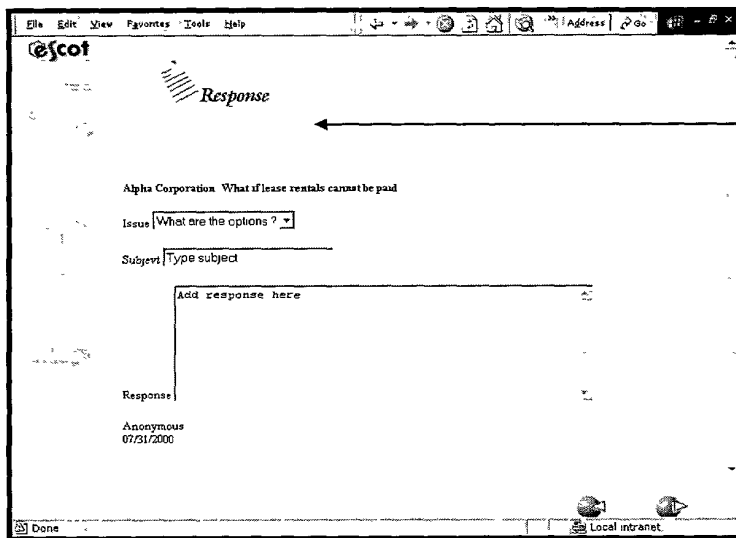 File Edit View Favorites Tools Help Address Go
escot
Response
Alpha Corporation What if lease rentals cannot be paid
Issue What are the options ?
Subject Type subject
Add response here
Response
Anonymous
07/31/2000
Done Local intranet